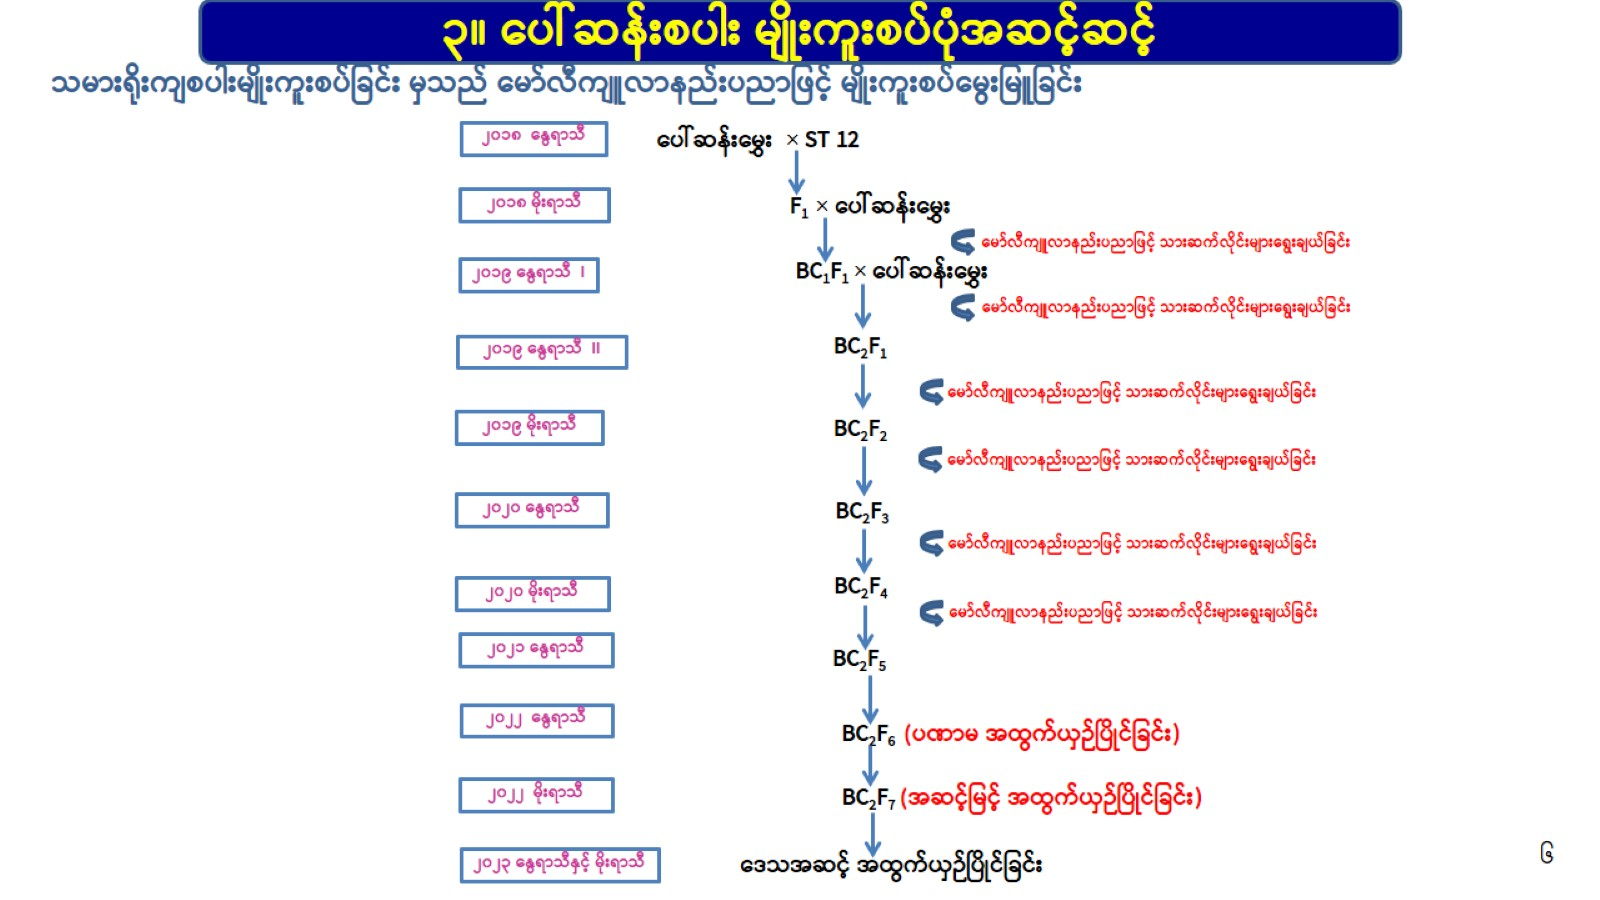 ၃။ ပေါ်ဆန်းစပါး မျိုးကူးစပ်ပုံအဆင့်ဆင့်
သမားရိုးကျစပါးမျိုးကူးစပ်ခြင်း မှသည် မော်လီကျူလာနည်းပညာဖြင့် မျိုးကူးစပ်မွေးမြူခြင်း
၂၀၁၈ နွေရာသီ
ပေါ်ဆန်းမွှေး × ST 12
၂၀၁၈ မိုးရာသီ
F₁ × ပေါ်ဆန်းမွှေး
မော်လီကျူလာနည်းပညာဖြင့် သားဆက်လိုင်းများရွေးချယ်ခြင်း
၂၀၁၉ နွေရာသီ I
BC₁F₁ × ပေါ်ဆန်းမွှေး
မော်လီကျူလာနည်းပညာဖြင့် သားဆက်လိုင်းများရွေးချယ်ခြင်း
၂၀၁၉ နွေရာသီ II
BC₂F₁
မော်လီကျူလာနည်းပညာဖြင့် သားဆက်လိုင်းများရွေးချယ်ခြင်း
၂၀၁၉ မိုးရာသီ
BC₂F₂
မော်လီကျူလာနည်းပညာဖြင့် သားဆက်လိုင်းများရွေးချယ်ခြင်း
၂၀၂၀ နွေရာသီ
BC₂F₃
မော်လီကျူလာနည်းပညာဖြင့် သားဆက်လိုင်းများရွေးချယ်ခြင်း
၂၀၂၀ မိုးရာသီ
BC₂F₄
မော်လီကျူလာနည်းပညာဖြင့် သားဆက်လိုင်းများရွေးချယ်ခြင်း
၂၀၂၁ နွေရာသီ
BC₂F₅
၂၀၂၂ နွေရာသီ
BC₂F₆ (ပဏာမ အထွက်ယှဉ်ပြိုင်ခြင်း)
၂၀၂၂ မိုးရာသီ
BC₂F₇ (အဆင့်မြင့် အထွက်ယှဉ်ပြိုင်ခြင်း)
၂၀၂၃ နွေရာသီနှင့် မိုးရာသီ
ဒေသအဆင့် အထွက်ယှဉ်ပြိုင်ခြင်း
၆